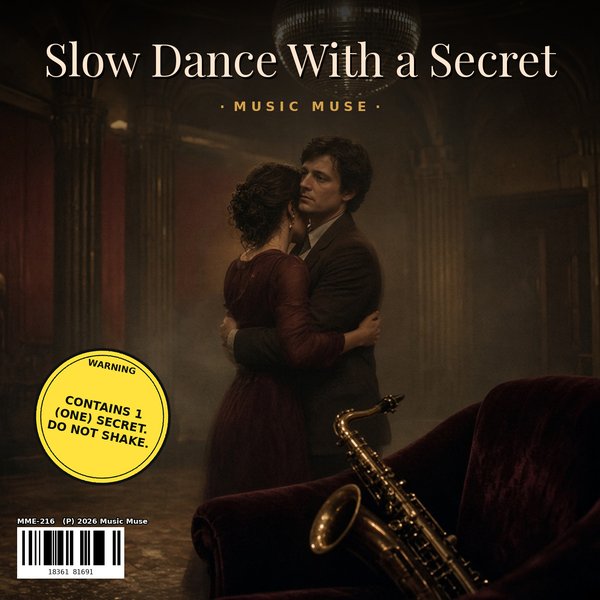 Slow Dance With a Secret
· MUSIC MUSE ·
WARNING
CONTAINS 1
(ONE) SECRET.
DO NOT SHAKE.
MME-216 (P) 2026 Music Muse
18361 81691